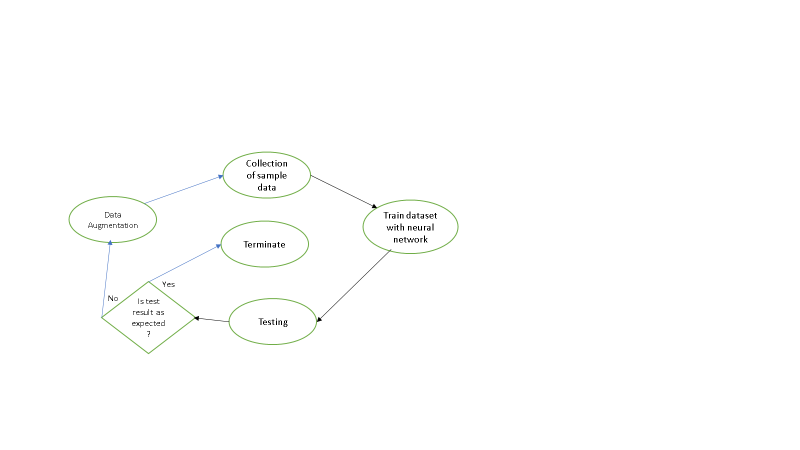 Collection
of sample
data
Train dataset
with neural
network
Data
Augmentation
Terminate
Yes
No
Is test
result as
expected
?
Testing